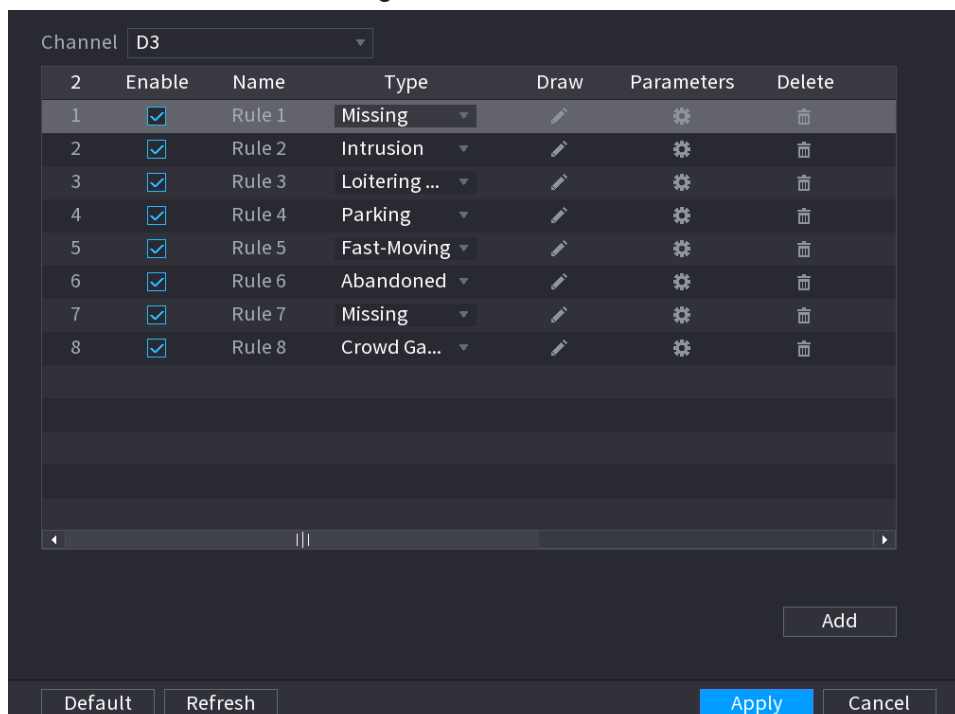 Channel D3
2 Enable Name Type Draw Parameters Delete
1 Rule 1 Missing
2 Rule 2 Intrusion
3 Rule 3 Loitering ...
4 Rule 4 Parking
5 Rule 5 Fast-Moving
6 Rule 6 Abandoned
7 Rule 7 Missing
8 Rule 8 Crowd Ga...
Add
Default Refresh Apply Cancel